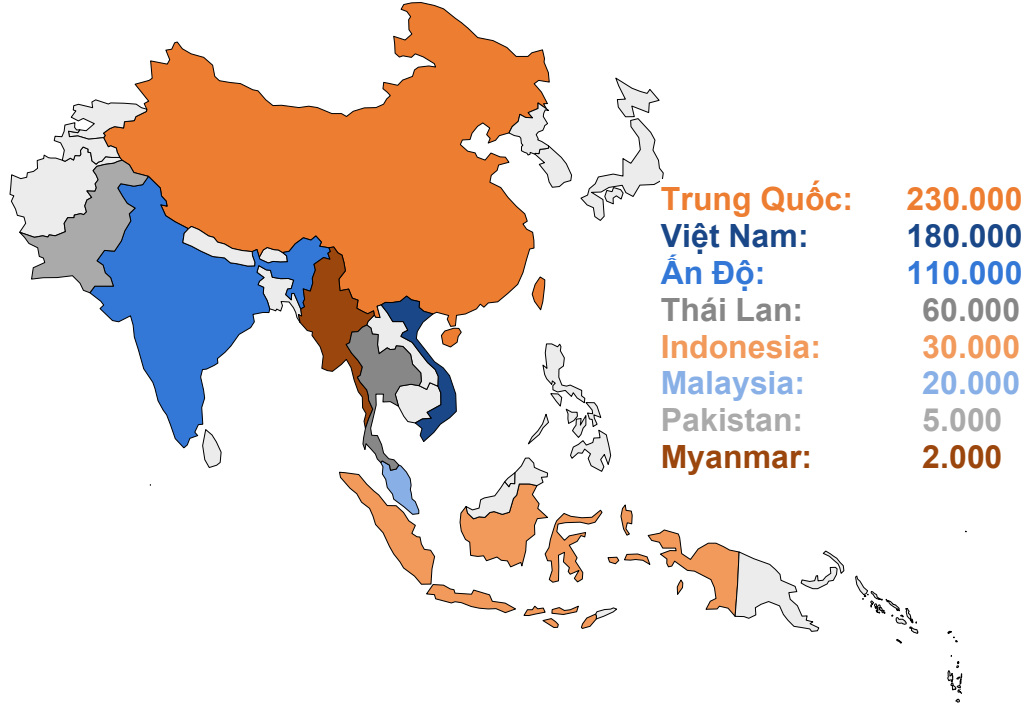 Trung Quốc: 230.000
Việt Nam: 180.000
Ấn Độ: 110.000
Thái Lan: 60.000
Indonesia: 30.000
Malaysia: 20.000
Pakistan: 5.000
Myanmar: 2.000